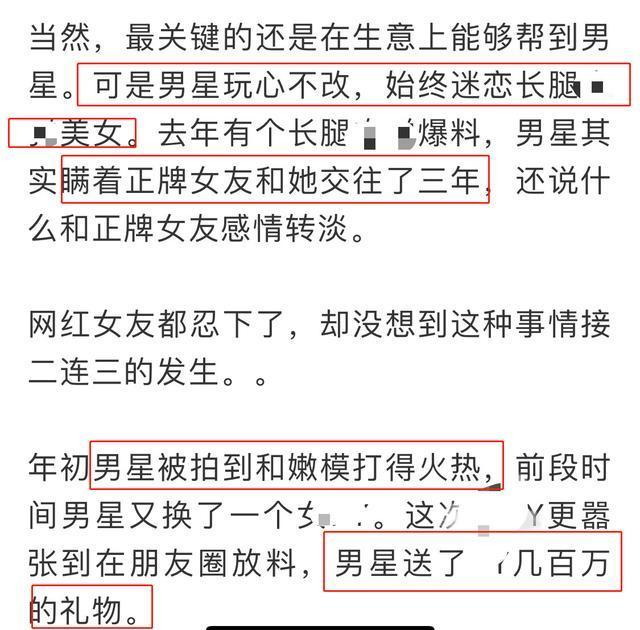 当然，最关键的还是在生意上能够帮到男
星。可是男星玩心不改，始终迷恋长腿
美女。去年有个长腿爆料，男星其
实瞒着正牌女友和她交往了三年，还说什
么和正牌女友感情转淡。
网红女友都忍下了，却没想到这种事情接
二连三的发生。。
年初男星被拍到和嫩模打得火热，前段时
间男星又换了一个。这次Y更嚣
张到在朋友圈放料，男星送了几百万
的礼物。